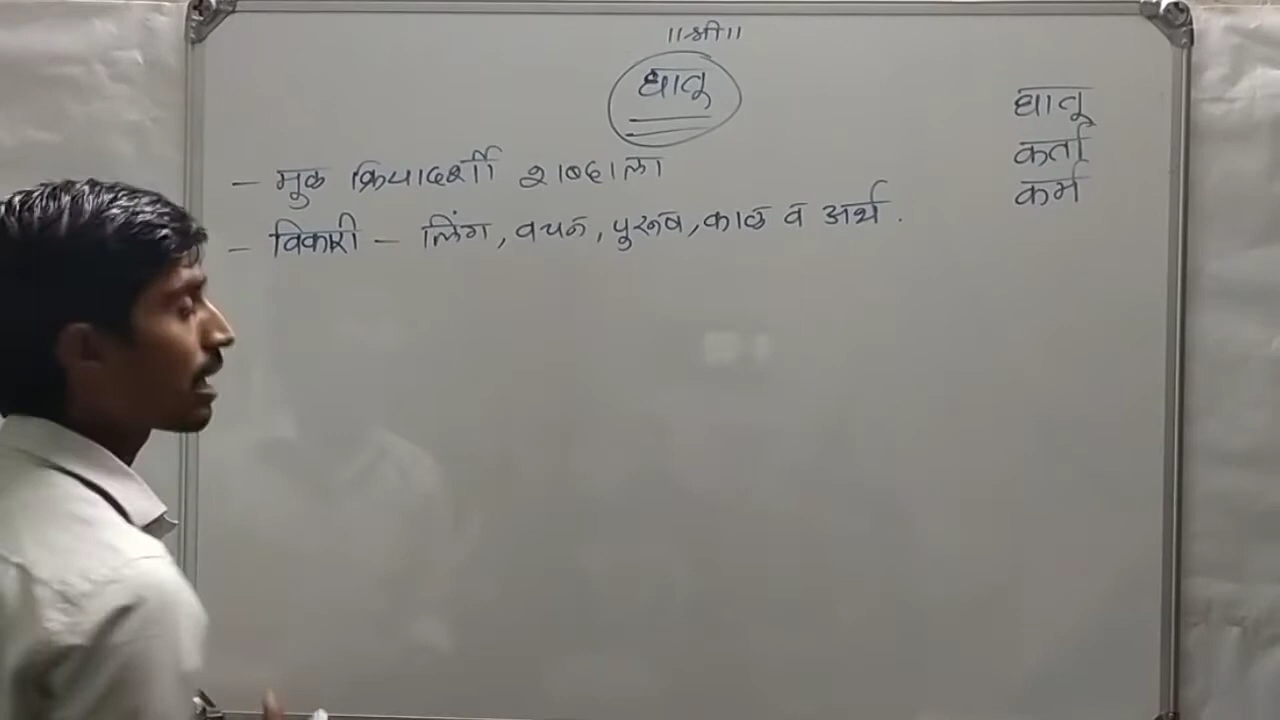 ॥श्री॥
धातू
- मुळ क्रियादर्शी शब्दाला
- विकारी - लिंग, वचन, पुरूष, काळ व अर्थ.
धातू
कर्ता
कर्म